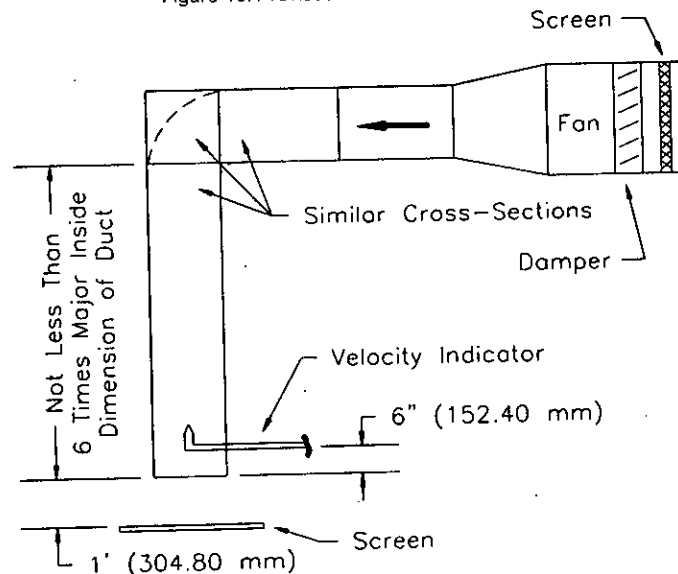 Screen
Fan
Similar Cross-Sections
Damper
Not Less Than
6 Times Major Inside
Dimension of Duct
Velocity Indicator
6" (152.40 mm)
Screen
1' (304.80 mm)